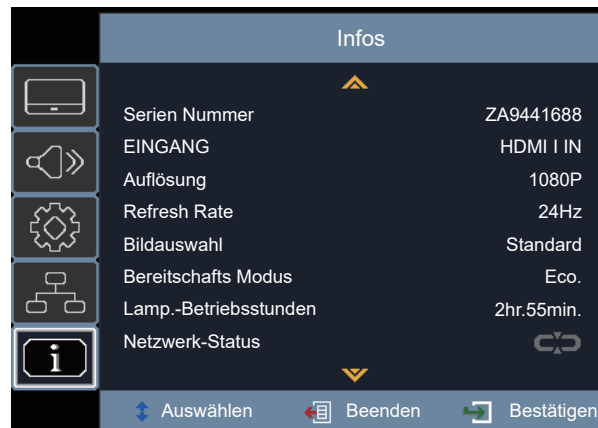 Infos
Serien Nummer ZA9441688
EINGANG HDMI I IN
Auflösung 1080P
Refresh Rate 24Hz
Bildauswahl Standard
Bereitschafts Modus Eco.
Lamp.-Betriebsstunden 2hr.55min.
Netzwerk-Status
i
Auswählen Beenden Bestätigen